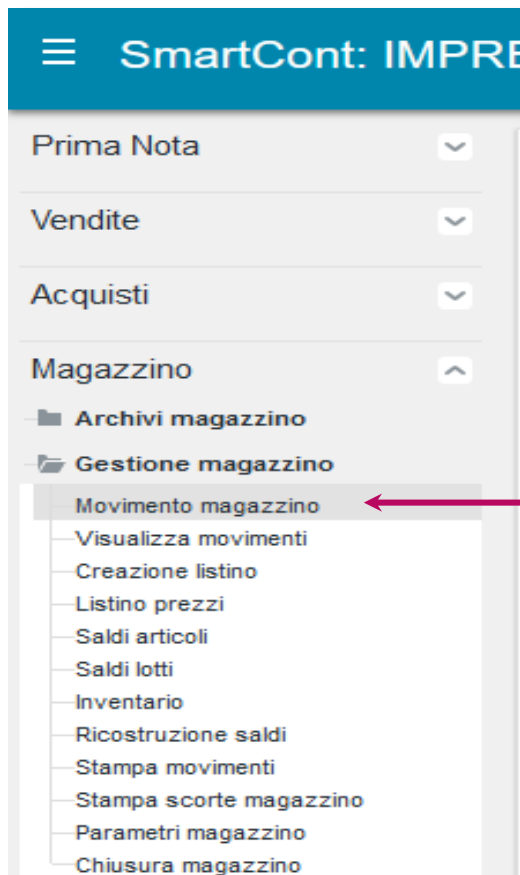 SmartCont: IMPRE
Prima Nota
Vendite
Acquisti
Magazzino
Archivi magazzino
Gestione magazzino
Movimento magazzino
Visualizza movimenti
Creazione listino
Listino prezzi
Saldi articoli
Saldi lotti
Inventario
Ricostruzione saldi
Stampa movimenti
Stampa scorte magazzino
Parametri magazzino
Chiusura magazzino